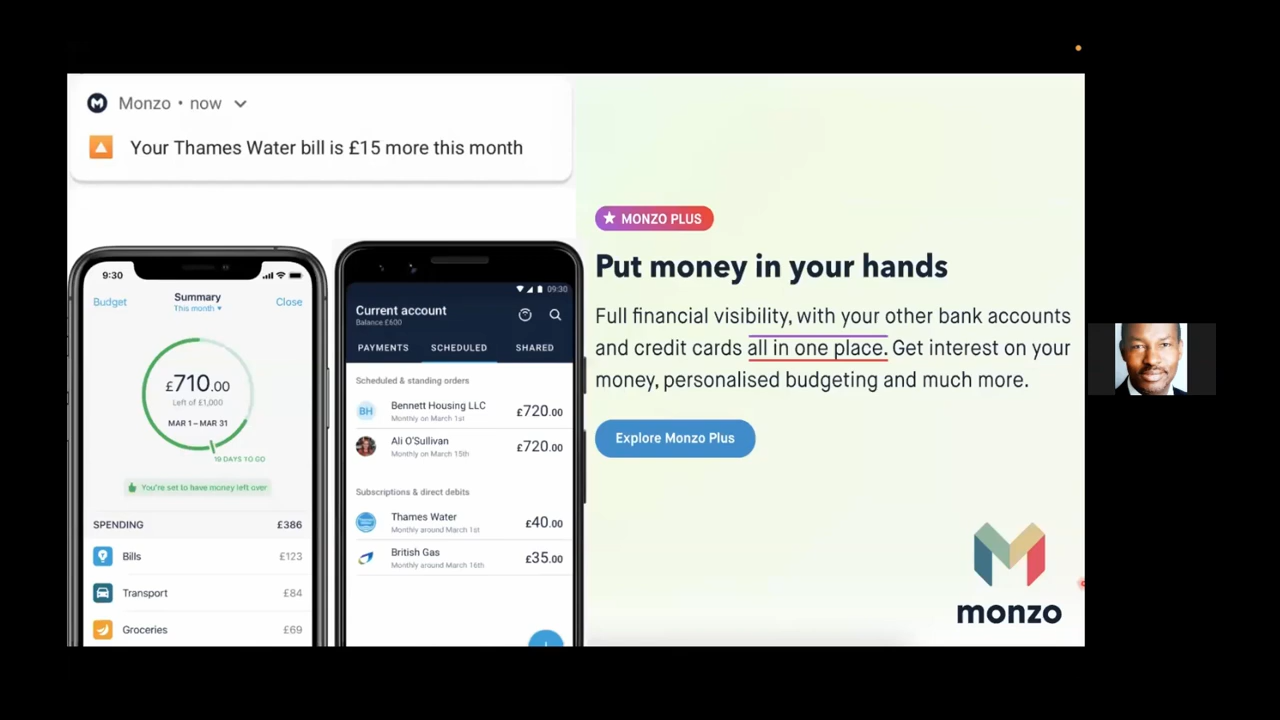 Monzo • now
Your Thames Water bill is £15 more this month
9:30
Budget
Summary
Close
This month
£710.00
Left of £1,000
MAR 1 – MAR 31
19 DAYS TO GO
You're set to have money left over
SPENDING £386
Bills £123
Transport £84
Groceries £69
09:30
Current account
Balance £600
PAYMENTS SCHEDULED SHARED
Scheduled & standing orders
BH
Bennett Housing LLC £720.00
Monthly on March 1st
Ali O'Sullivan £720.00
Monthly on March 15th
Subscriptions & direct debits
Thames Water £40.00
Monthly around March 1st
British Gas £35.00
Monthly around March 16th
MONZO PLUS
Put money in your hands
Full financial visibility, with your other bank accounts
and credit cards all in one place. Get interest on your
money, personalised budgeting and much more.
Explore Monzo Plus
monzo